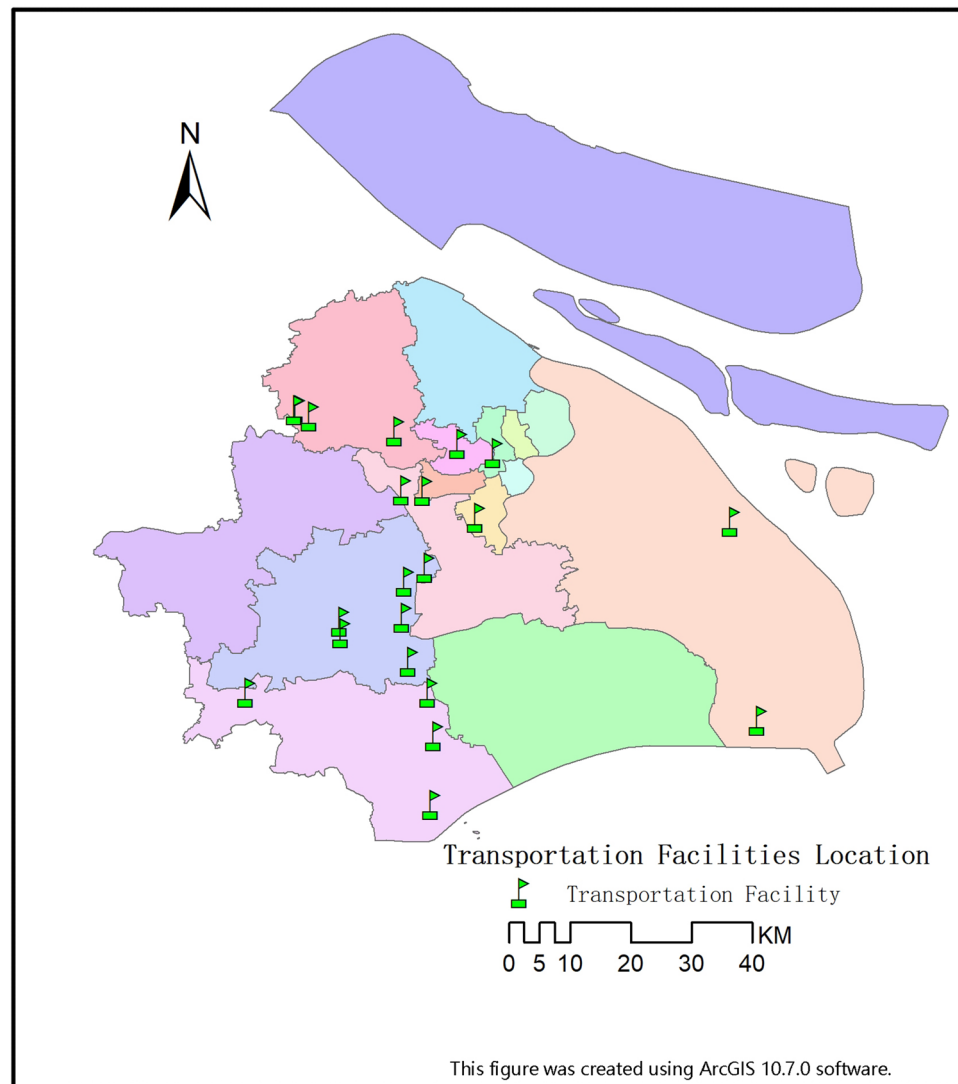 N
Transportation Facilities Location
Transportation Facility
KM
0 5 10 20 30 40
This figure was created using ArcGIS 10.7.0 software.